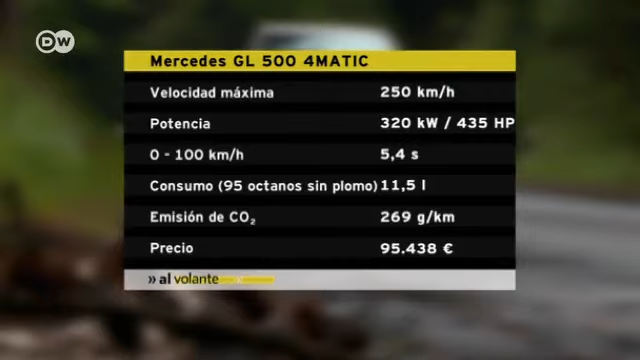 DW
Mercedes GL 500 4MATIC
Velocidad máxima 250 km/h
Potencia 320 kW / 435 HP
0 - 100 km/h 5,4 s
Consumo (95 octanos sin plomo) 11,5 l
Emisión de CO₂ 269 g/km
Precio 95.438 €
» al volante